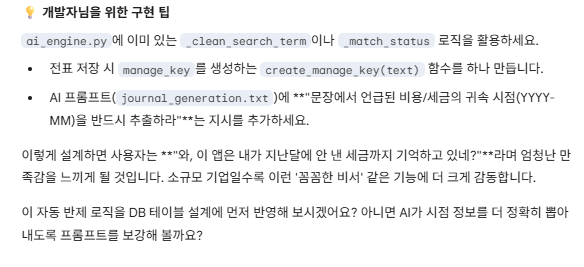 💡 개발자님을 위한 구현 팁
ai_engine.py 에 이미 있는 _clean_search_term 이나 _match_status 로직을 활용하세요.
• 전표 저장 시 manage_key 를 생성하는 create_manage_key(text) 함수를 하나 만듭니다.
• AI 프롬프트( journal_generation.txt )에 **"문장에서 언급된 비용/세금의 귀속 시점(YYYY-
MM)을 반드시 추출하라"**는 지시를 추가하세요.
이렇게 설계하면 사용자는 **"와, 이 앱은 내가 지난달에 안 낸 세금까지 기억하고 있네?"**라며 엄청난 만
족감을 느끼게 될 것입니다. 소규모 기업일수록 이런 '꼼꼼한 비서' 같은 기능에 더 크게 감동합니다.
이 자동 반제 로직을 DB 테이블 설계에 먼저 반영해 보시겠어요? 아니면 AI가 시점 정보를 더 정확히 뽑아
내도록 프롬프트를 보강해 볼까요?